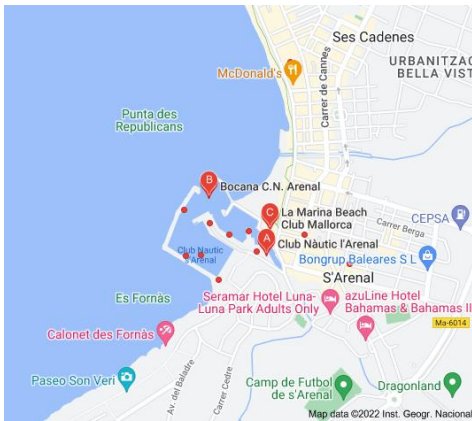 Ses Cadenes
McDonald's
URBANITZAC
BELLA VIST
Carrer de Cannes
Punta des
Republicans
B
Bocana C.N. Arenal
C
La Marina Beach
Club Mallorca
A
Club Nàutic l'Arenal
CEPSA
Carrer Berga
Club Nautic
s'Arenal
Bongrup Baleares S L
S'Arenal
Es Fornàs
Seramar Hotel Luna-
Luna Park Adults Only
azuLine Hotel
Bahamas & Bahamas II
Ma-6014
Calonet des Fornàs
Paseo Son Veri
Av. del Baladre
Carrer Cedre
Camp de Futbol
de s'Arenal
Dragonland
Map data ©2022 Inst. Geogr. Nacional